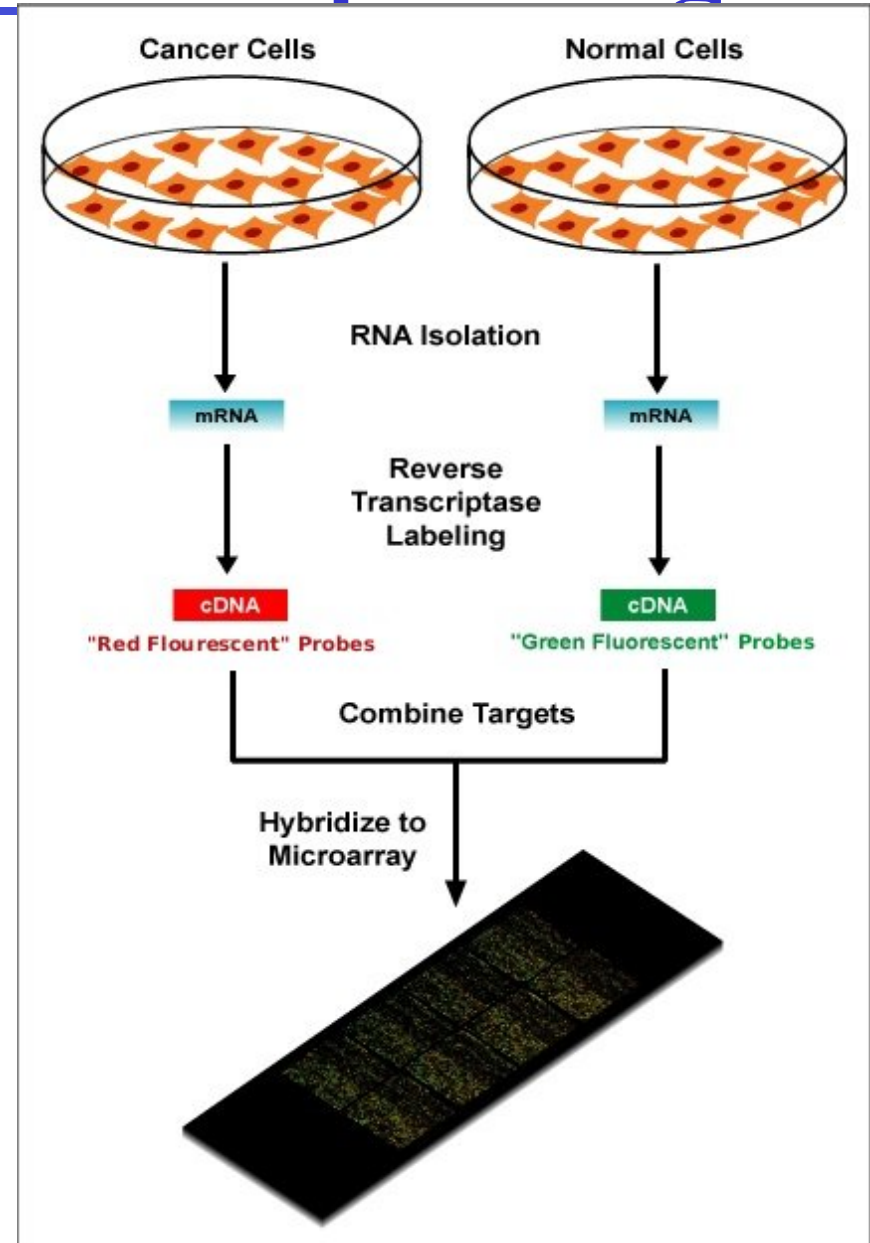 Cancer Cells
Normal Cells
RNA Isolation
mRNA
mRNA
Reverse
Transcriptase
Labeling
cDNA
cDNA
"Red Flourescent" Probes
"Green Fluorescent" Probes
Combine Targets
Hybridize to
Microarray